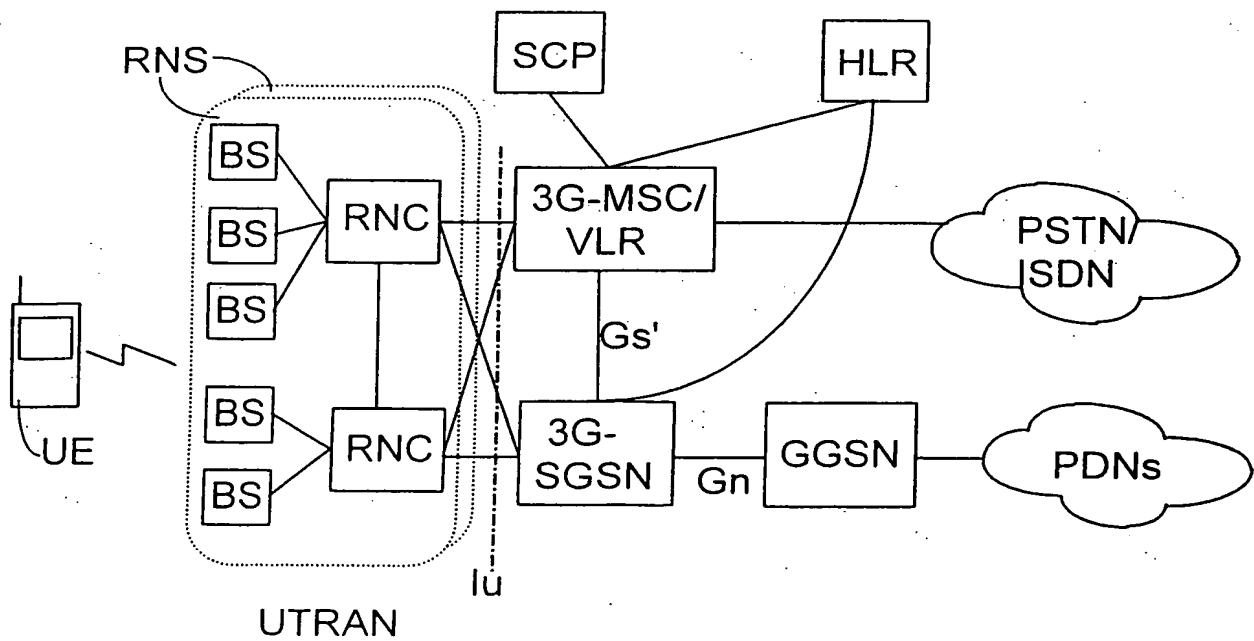 RNS
SCP
HLR
BS
BS
BS
RNC
3G-MSC/
VLR
PSTN/
ISDN
Gs'
UE
BS
BS
RNC
3G-
SGSN
Gn
GGSN
PDNs
Iu
UTRAN